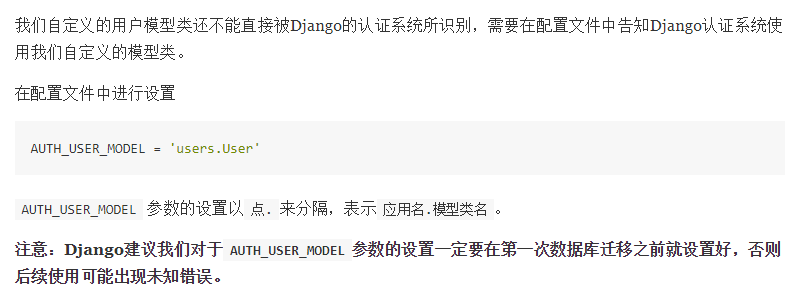 我们自定义的用户模型类还不能直接被Django的认证系统所识别，需要在配置文件中告知Django认证系统使
用我们自定义的模型类。
在配置文件中进行设置
AUTH_USER_MODEL = 'users.User'
AUTH_USER_MODEL 参数的设置以 点. 来分隔，表示 应用名.模型类名 。
注意：Django建议我们对于 AUTH_USER_MODEL 参数的设置一定要在第一次数据库迁移之前就设置好，否则
后续使用可能出现未知错误。